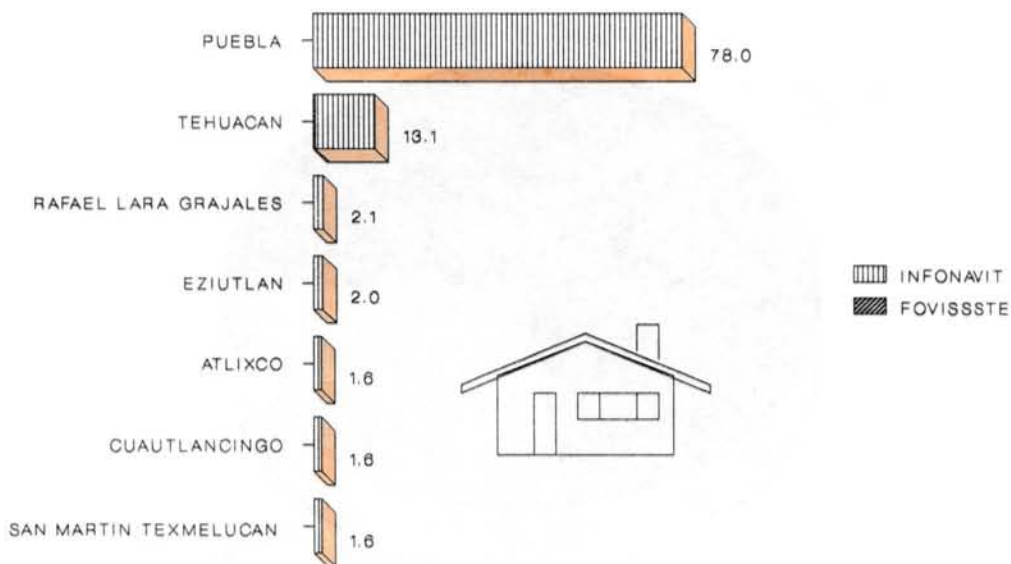 PUEBLA 78.0
TEHUACAN 13.1
RAFAEL LARA GRAJALES 2.1
EZIUTLAN 2.0
ATLIXCO 1.6
CUAUTLANCINGO 1.6
SAN MARTIN TEXMELUCAN 1.6
INFONAVIT
FOVISSSTE